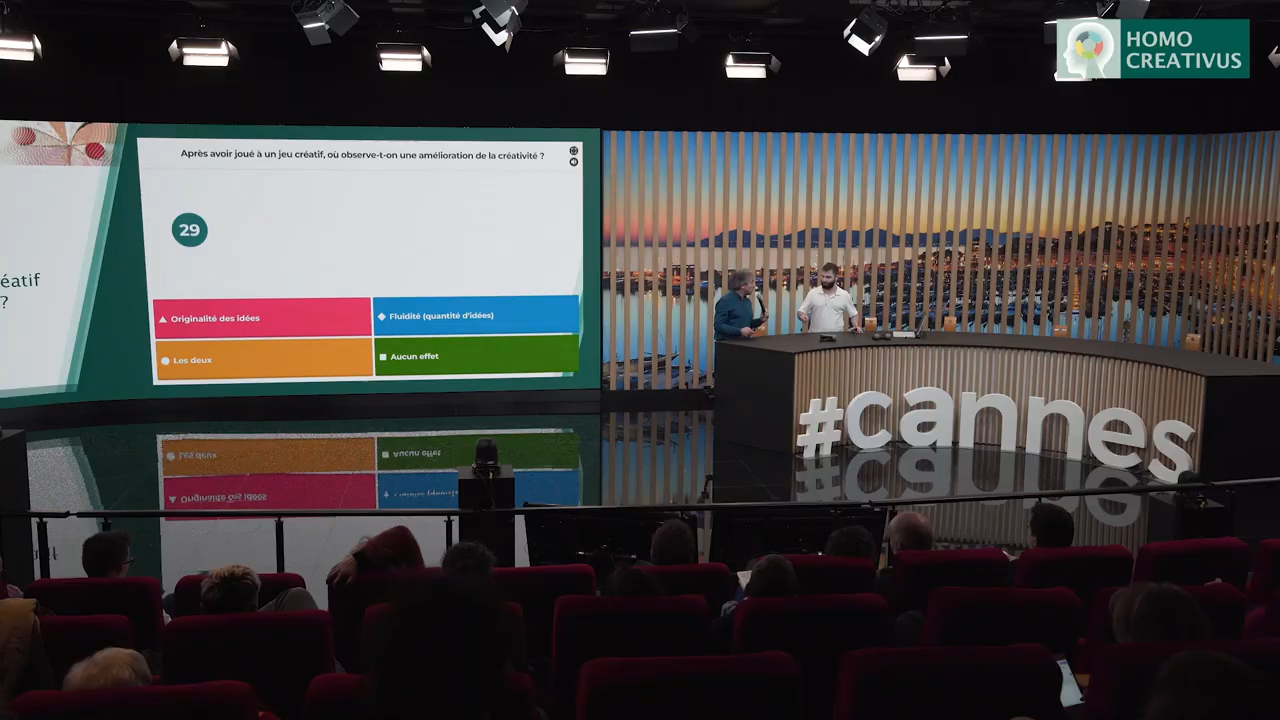 HOMO
CREATIVUS
Après avoir joué à un jeu créatif, où observe-t-on une amélioration de la créativité ?
29
éatif
?
Originalité des idées
Fluidité (quantité d'idées)
Les deux
Aucun effet
#cannes